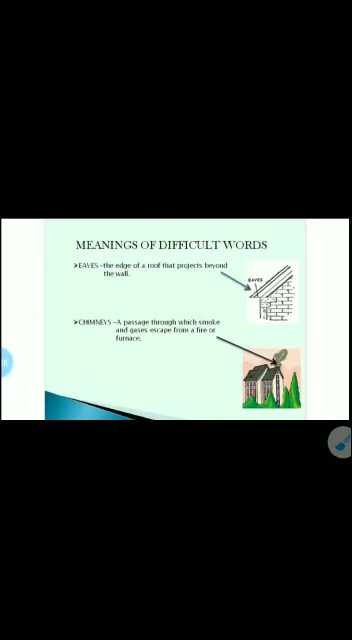 MEANINGS OF DIFFICULT WORDS
➤EAVES –the edge of a roof that projects beyond
the wall.
EAVES
➤CHIMNEYS –A passage through which smoke
and gases escape from a fire or
furnace.